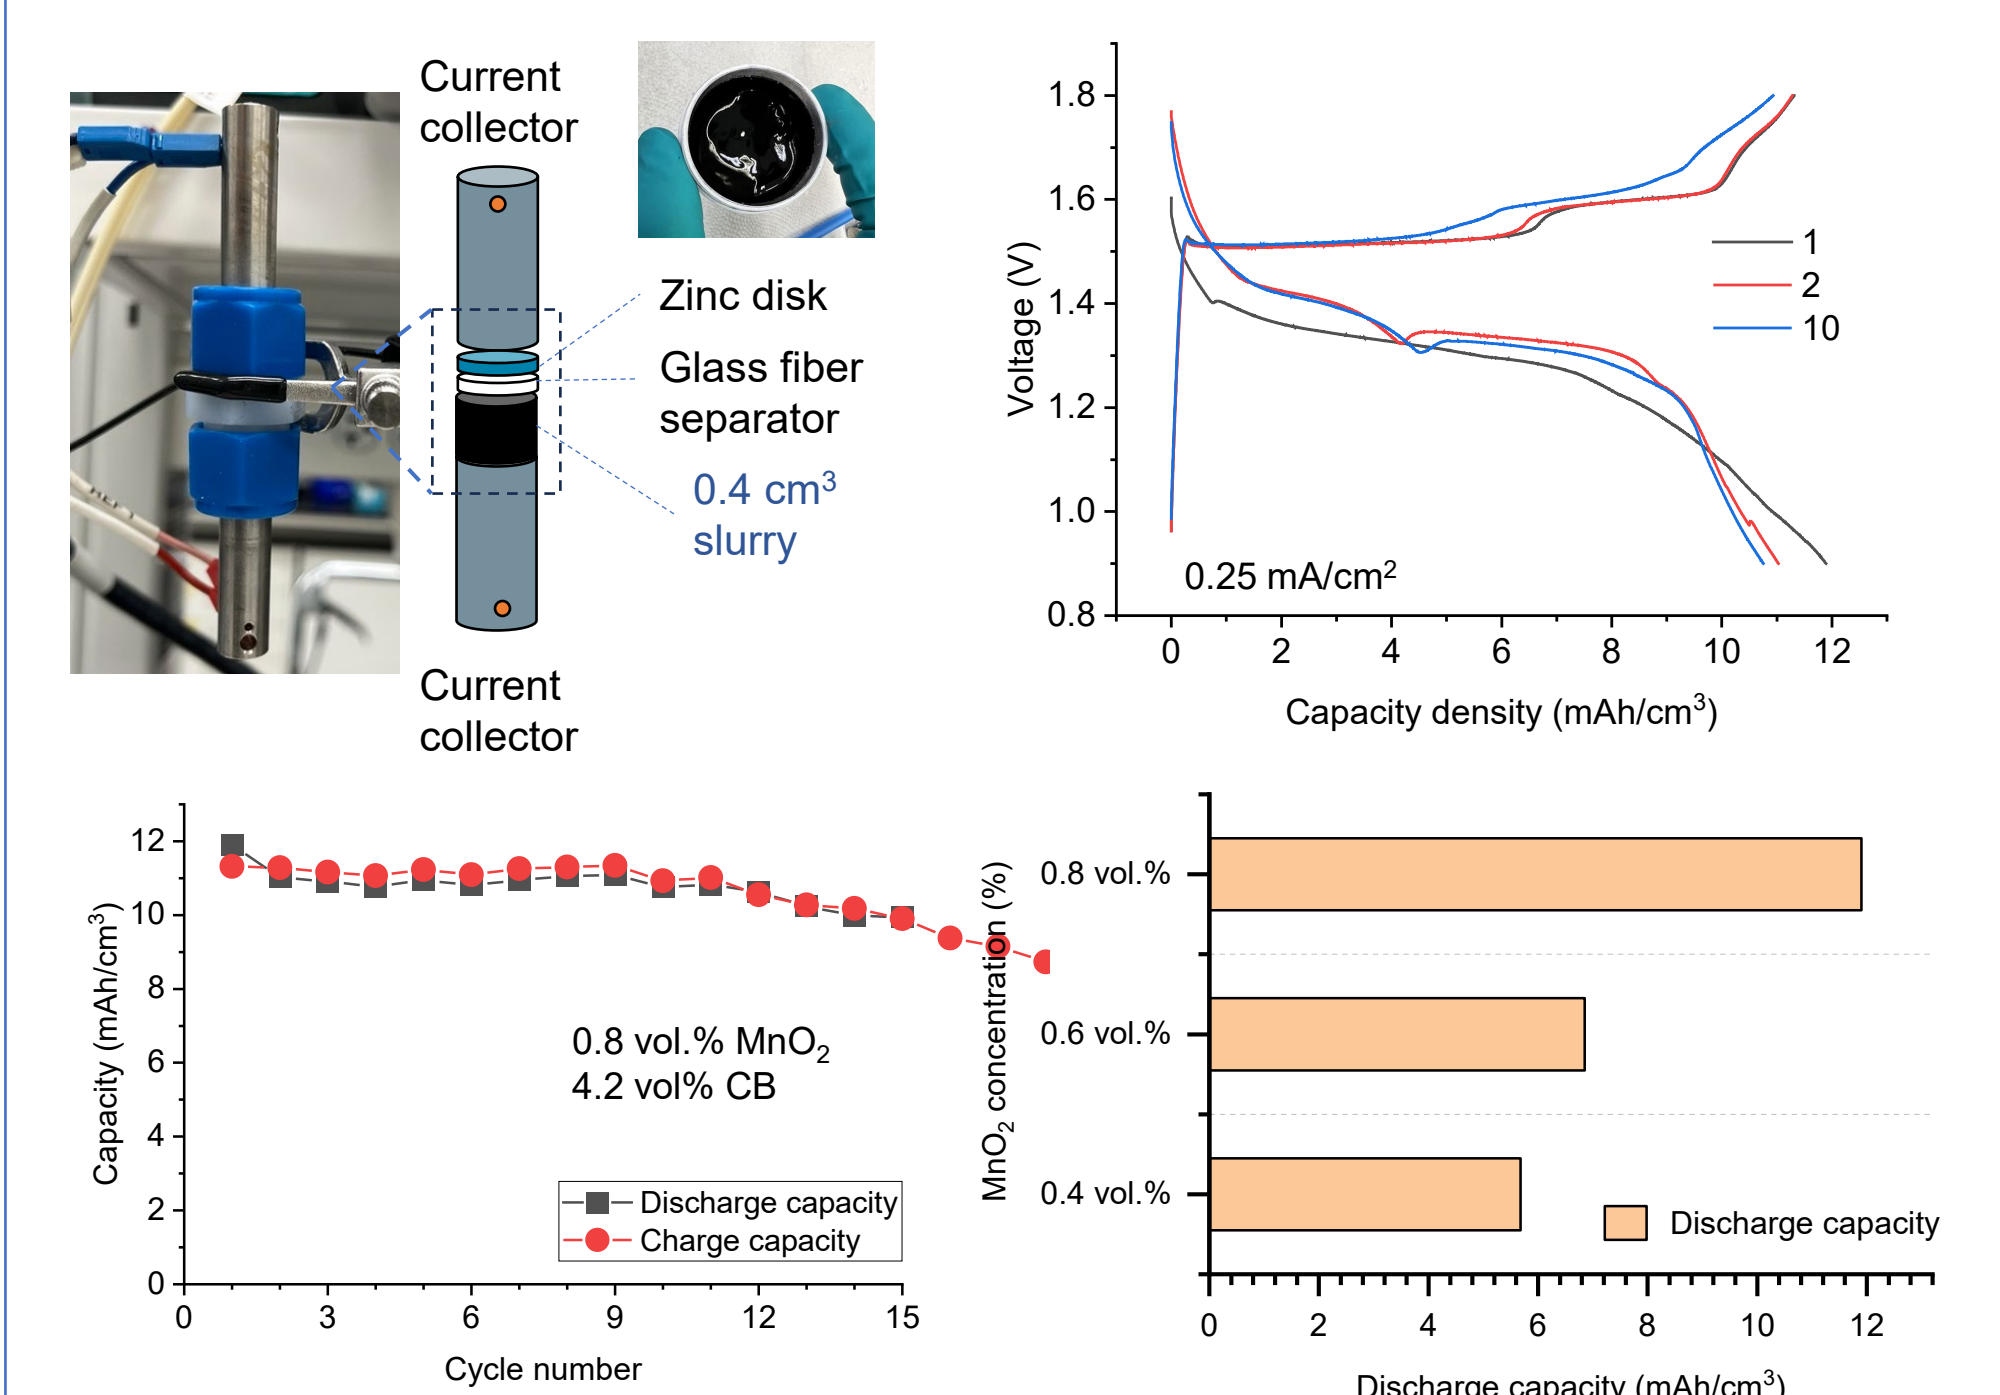 Current
collector
Zinc disk
Glass fiber
separator
0.4 cm³
slurry
Current
collector
1.8
1.6
1.4
1.2
1.0
0.8
Voltage (V)
1
2
10
0.25 mA/cm²
0
2
4
6
8
10
12
Capacity density (mAh/cm³)
12
10
8
6
4
2
0
Capacity (mAh/cm³)
0.8 vol.% MnO₂
4.2 vol% CB
Discharge capacity
Charge capacity
0
3
6
9
12
15
Cycle number
MnO₂ concentration (%)
0.8 vol.%
0.6 vol.%
0.4 vol.%
Discharge capacity
0
2
4
6
8
10
12
Discharge capacity (mAh/cm³)